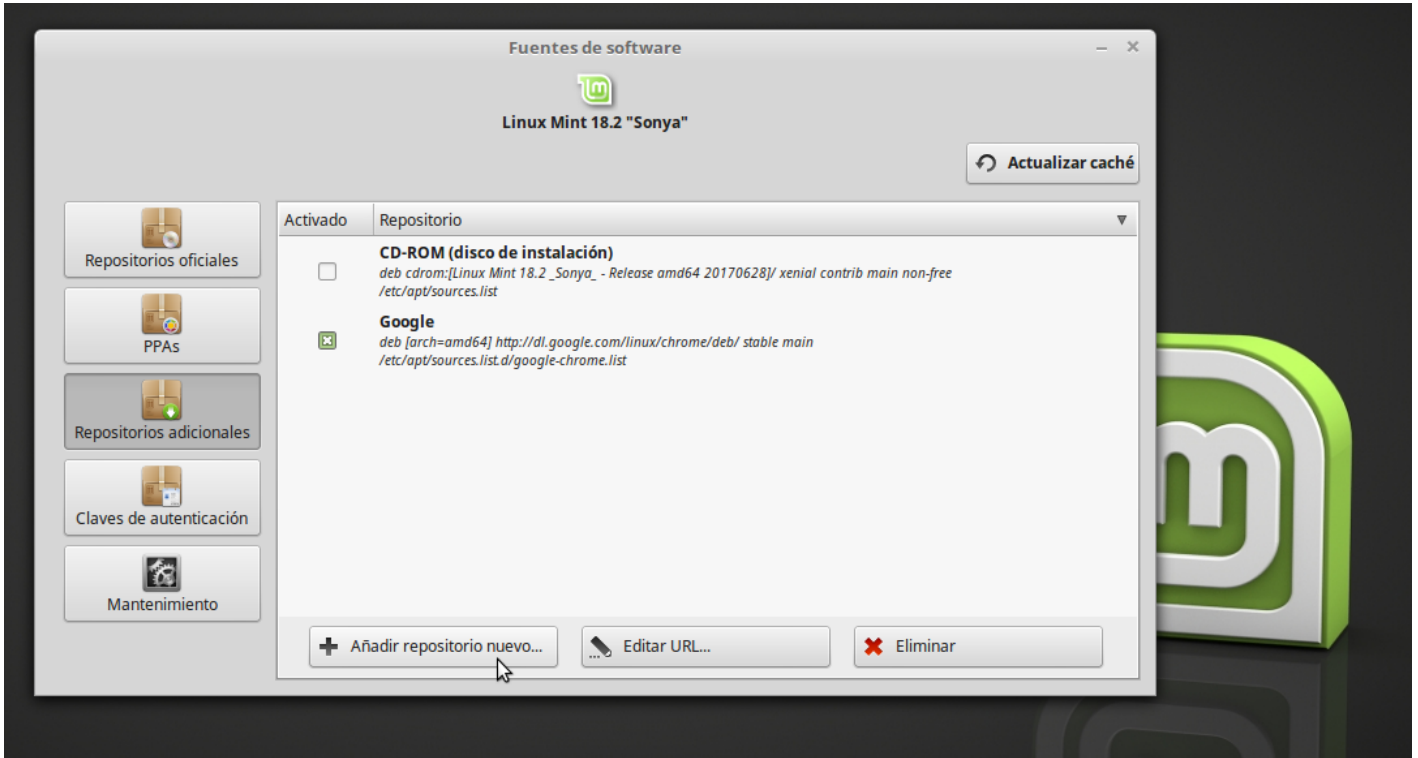 Fuentes de software
Linux Mint 18.2 "Sonya"
Actualizar caché
Repositorios oficiales
PPAs
Repositorios adicionales
Claves de autenticación
Mantenimiento
Activado Repositorio
CD-ROM (disco de instalación)
deb cdrom:[Linux Mint 18.2 _Sonya_ - Release amd64 20170628]/ xenial contrib main non-free
/etc/apt/sources.list
Google
deb [arch=amd64] http://dl.google.com/linux/chrome/deb/ stable main
/etc/apt/sources.list.d/google-chrome.list
Añadir repositorio nuevo... Editar URL... Eliminar